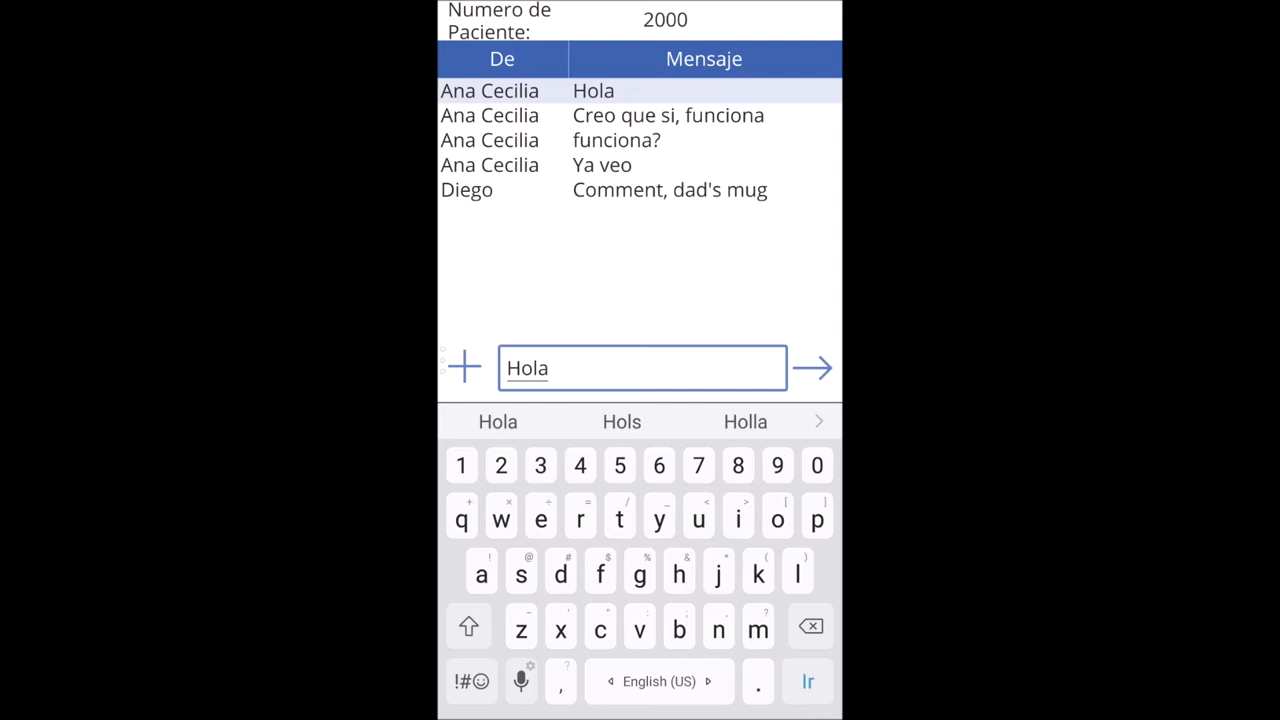 Numero de
Paciente:
2000
De Mensaje
Ana Cecilia Hola
Ana Cecilia Creo que si, funciona
Ana Cecilia funciona?
Ana Cecilia Ya veo
Diego Comment, dad's mug
Hola
Hola Hols Holla
1 2 3 4 5 6 7 8 9 0
+ × ÷ = / _ < > [ ]
q w e r t y u i o p
! @ # $ % & * ( )
a s d f g h j k l
- ' " : ; , ?
z x c v b n m
!#☺ , ? English (US) . Ir